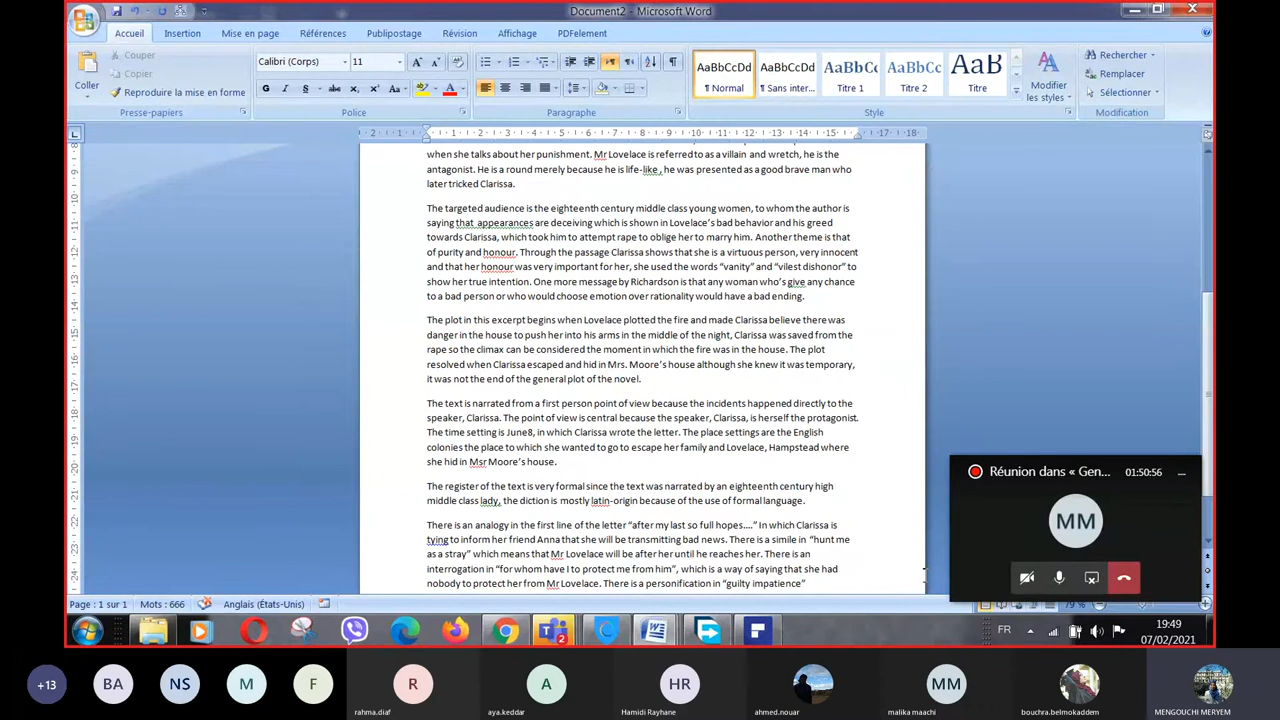 Document2 - Microsoft Word
Accueil Insertion Mise en page Références Publipostage Révision Affichage PDFelement
Couper
Copier
Reproduire la mise en forme
Coller
Presse-papiers
Calibri (Corps) 11
G I S abc X₂ X² Aa
Police
Paragraphe
AaBbCcDd AaBbCcDd AaBbCc AaBbCc AaB
¶ Normal ¶ Sans inter... Titre 1 Titre 2 Titre
Modifier
les styles
Style
Rechercher
Remplacer
Sélectionner
Modification
when she talks about her punishment. Mr Lovelace is referred to as a villain and wretch, he is the
antagonist. He is a round merely because he is life-like , he was presented as a good brave man who
later tricked Clarissa.
The targeted audience is the eighteenth century middle class young women, to whom the author is
saying that appearances are deceiving which is shown in Lovelace's bad behavior and his greed
towards Clarissa, which took him to attempt rape to oblige her to marry him. Another theme is that
of purity and honour. Through the passage Clarissa shows that she is a virtuous person, very innocent
and that her honour was very important for her, she used the words “vanity” and “vilest dishonor” to
show her true intention. One more message by Richardson is that any woman who's give any chance
to a bad person or who would choose emotion over rationality would have a bad ending.
The plot in this excerpt begins when Lovelace plotted the fire and made Clarissa believe there was
danger in the house to push her into his arms in the middle of the night, Clarissa was saved from the
rape so the climax can be considered the moment in which the fire was in the house. The plot
resolved when Clarissa escaped and hid in Mrs. Moore's house although she knew it was temporary,
it was not the end of the general plot of the novel.
The text is narrated from a first person point of view because the incidents happened directly to the
speaker, Clarissa. The point of view is central because the speaker, Clarissa, is herself the protagonist.
The time setting is June8, in which Clarissa wrote the letter. The place settings are the English
colonies the place to which she wanted to go to escape her family and Lovelace, Hampstead where
she hid in Msr Moore's house.
The register of the text is very formal since the text was narrated by an eighteenth century high
middle class lady, the diction is mostly latin-origin because of the use of formal language.
There is an analogy in the first line of the letter “after my last so full hopes....” In which Clarissa is
tying to inform her friend Anna that she will be transmitting bad news. There is a simile in “hunt me
as a stray” which means that Mr Lovelace will be after her until he reaches her. There is an
interrogation in “for whom have I to protect me from him”, which is a way of saying that she had
nobody to protect her from Mr Lovelace. There is a personification in “guilty impatience”
Réunion dans « Gen... 01:50:56
MM
Page : 1 sur 1 Mots : 666 Anglais (États-Unis) 79 %
FR
19:49
07/02/2021
+13 BA NS M F R A HR MM
rahma.diaf aya.keddar Hamidi Rayhane ahmed.nouar malika maachi bouchra.belmokaddem MENGOUCHI MERYEM